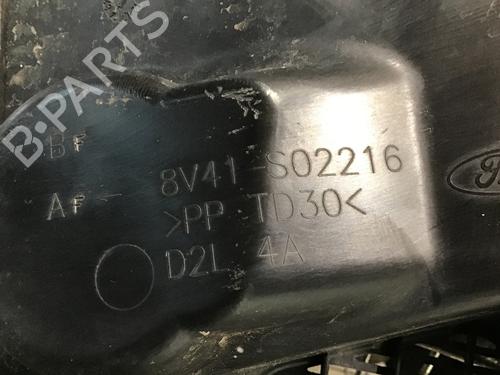 B-PARTS
BF
8V41-S02216
AF
>PP TD30<
D2L 4A